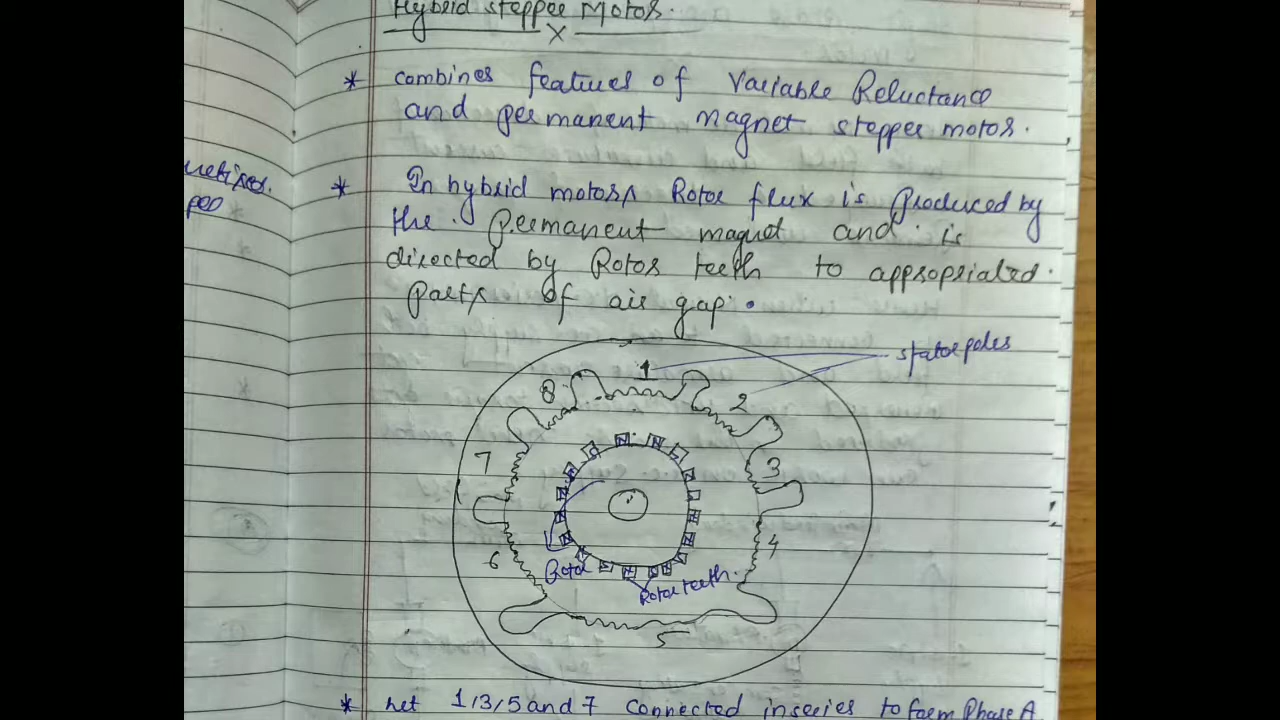 Hybrid stepper Motor.
X
* combines features of Variable Reluctance
and permanent magnet stepper motor.
* In hybrid motors Rotor flux is produced by
the permanent magnet and is
directed by Rotor teeth to appropriated
parts of air gap.
stator poles
1
8
2
7
3
6
4
Rotor
Rotor teeth.
5
* Let 1,3,5 and 7 connected in series to form Phase A